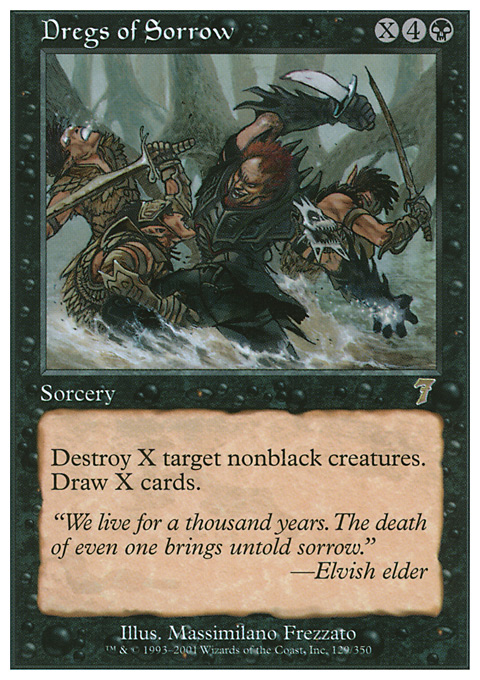 Dregs of Sorrow X 4
Sorcery 7
Destroy X target nonblack creatures.
Draw X cards.
“We live for a thousand years. The death
of even one brings untold sorrow.”
—Elvish elder
Illus. Massimilano Frezzato
™ & © 1993–2001 Wizards of the Coast, Inc. 129/350